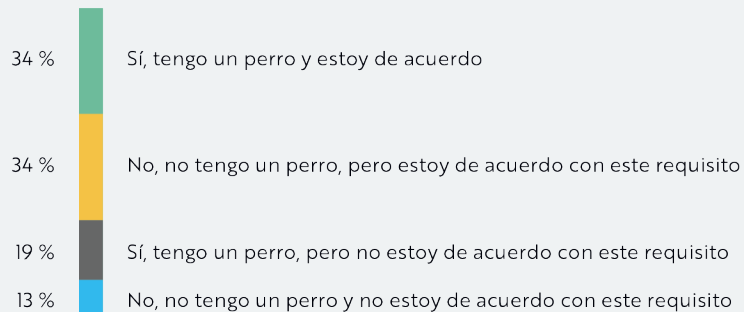 34 % Sí, tengo un perro y estoy de acuerdo
34 % No, no tengo un perro, pero estoy de acuerdo con este requisito
19 % Sí, tengo un perro, pero no estoy de acuerdo con este requisito
13 % No, no tengo un perro y no estoy de acuerdo con este requisito